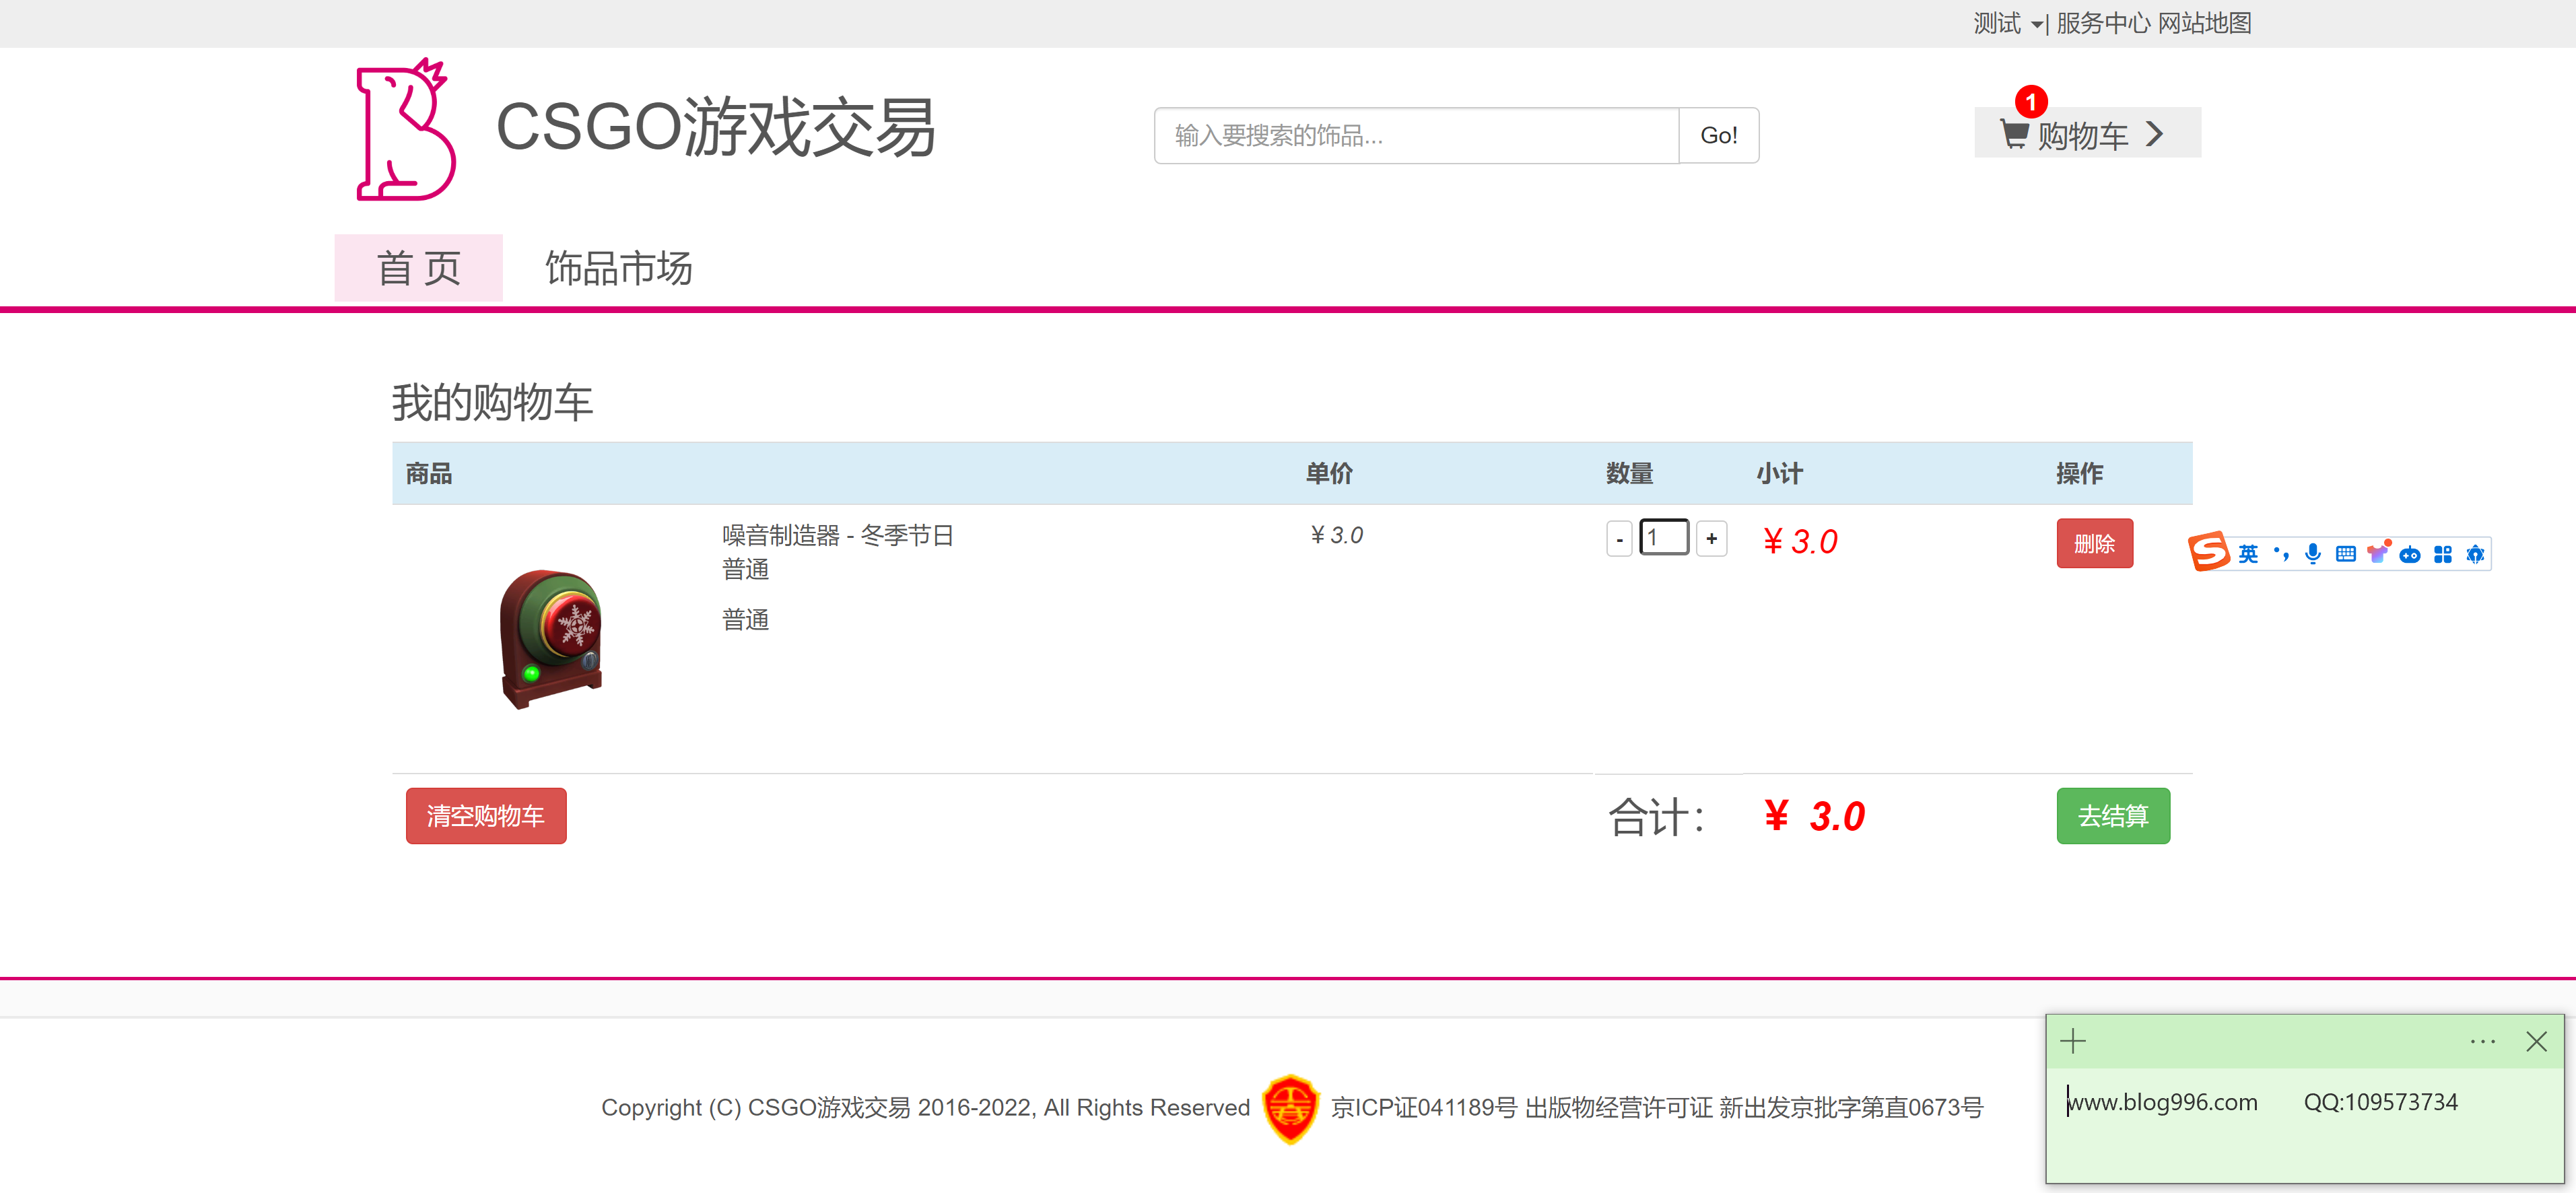 测试 | 服务中心 网站地图
CSGO游戏交易
输入要搜索的饰品...
Go!
1
购物车
首 页
饰品市场
我的购物车
商品 单价 数量 小计 操作
噪音制造器 - 冬季节日
普通
普通
¥ 3.0
- 1 +
¥ 3.0
删除
英
清空购物车
合计：
¥ 3.0
去结算
Copyright (C) CSGO游戏交易 2016-2022, All Rights Reserved 京ICP证041189号 出版物经营许可证 新出发京批字第直0673号
www.blog996.com QQ:109573734